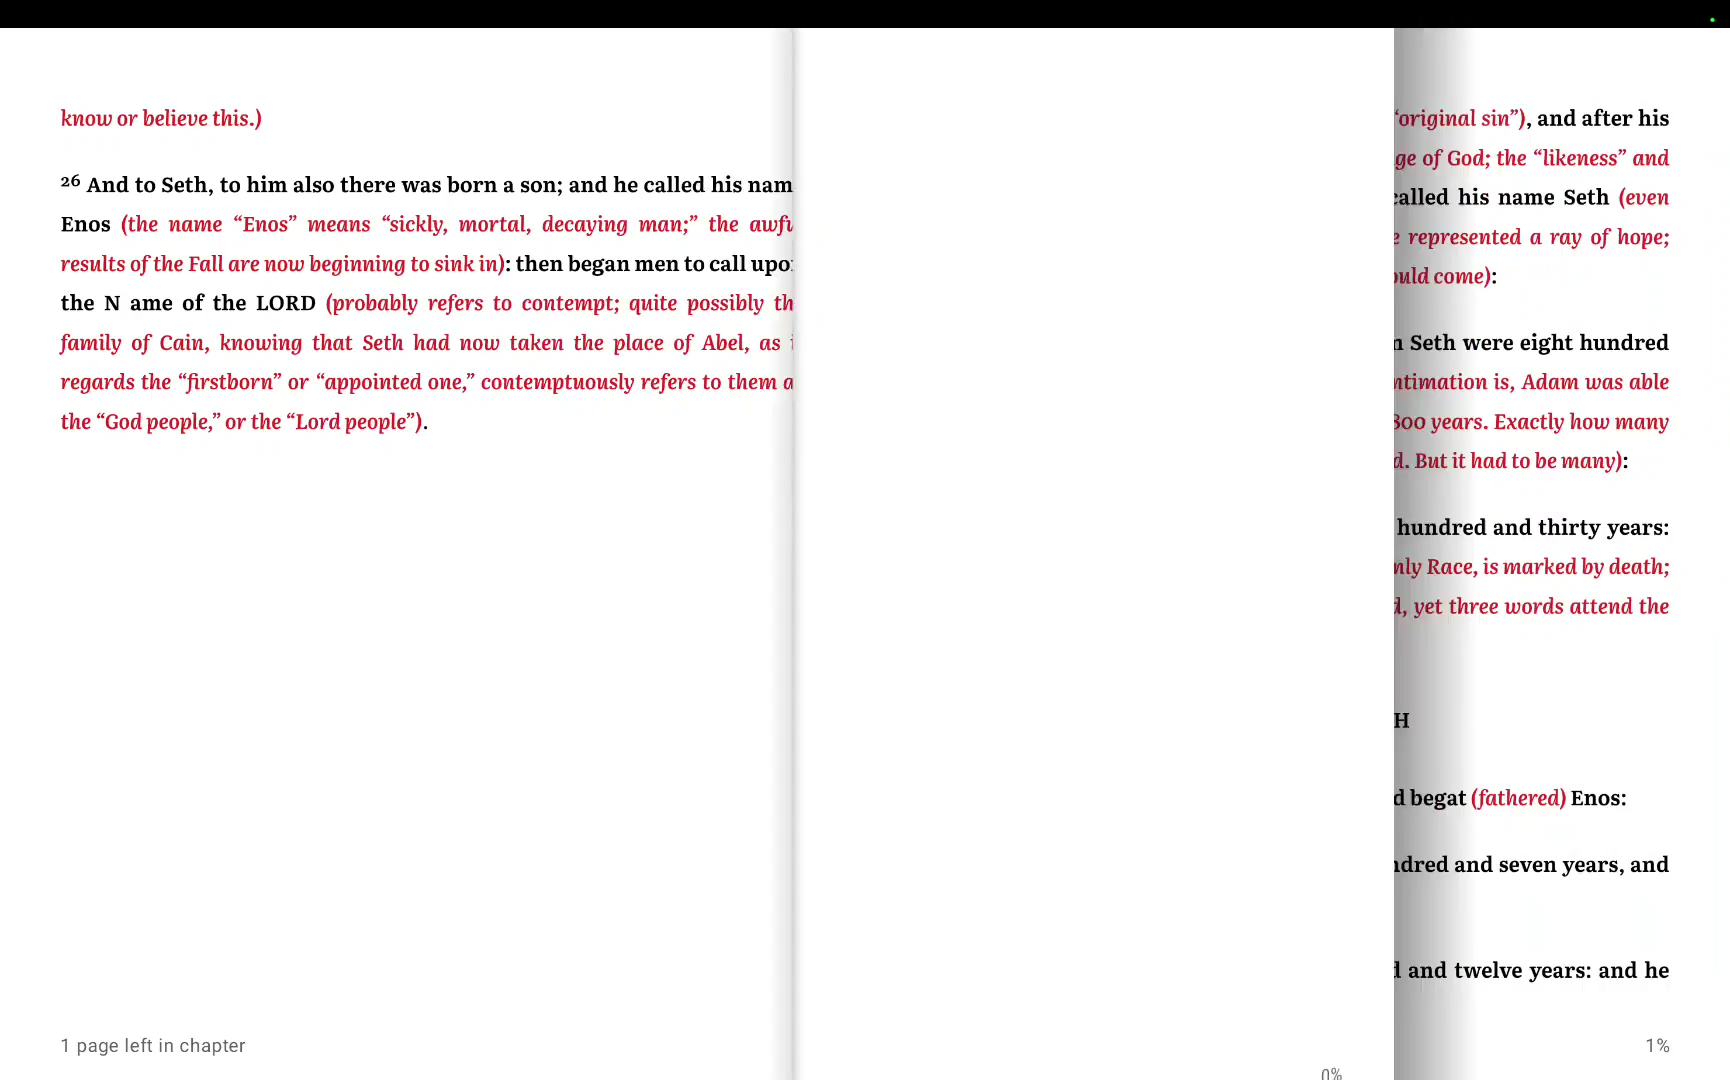 know or believe this.)
26 And to Seth, to him also there was born a son; and he called his nam
Enos (the name “Enos” means “sickly, mortal, decaying man;” the awfu
results of the Fall are now beginning to sink in): then began men to call upo
the N ame of the LORD (probably refers to contempt; quite possibly th
family of Cain, knowing that Seth had now taken the place of Abel, as i
regards the “firstborn” or “appointed one,” contemptuously refers to them a
the “God people,” or the “Lord people”).
1 page left in chapter
0%
“original sin”), and after his
ge of God; the “likeness” and
called his name Seth (even
e represented a ray of hope;
ould come):
n Seth were eight hundred
ntimation is, Adam was able
800 years. Exactly how many
d. But it had to be many):
hundred and thirty years:
nly Race, is marked by death;
d, yet three words attend the
H
d begat (fathered) Enos:
ndred and seven years, and
d and twelve years: and he
1%